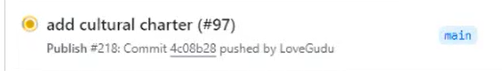 add cultural charter (#97)
Publish #218: Commit 4c08b28 pushed by LoveGudu
main